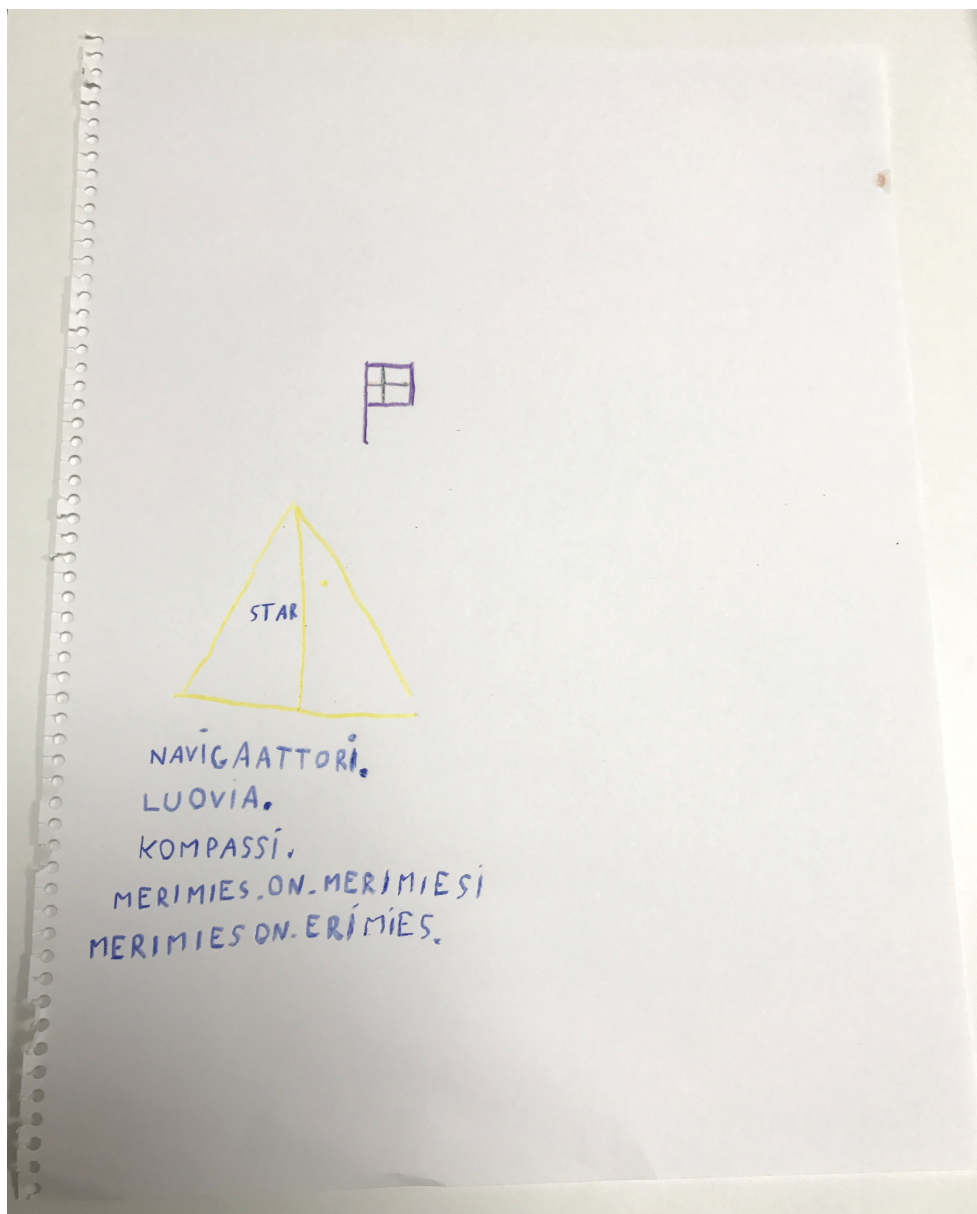 STAR
NAVIGAATTORI.
LUOVIA.
KOMPASSI.
MERIMIES.ON.MERIMIESI
MERIMIES ON.ERIMIES.